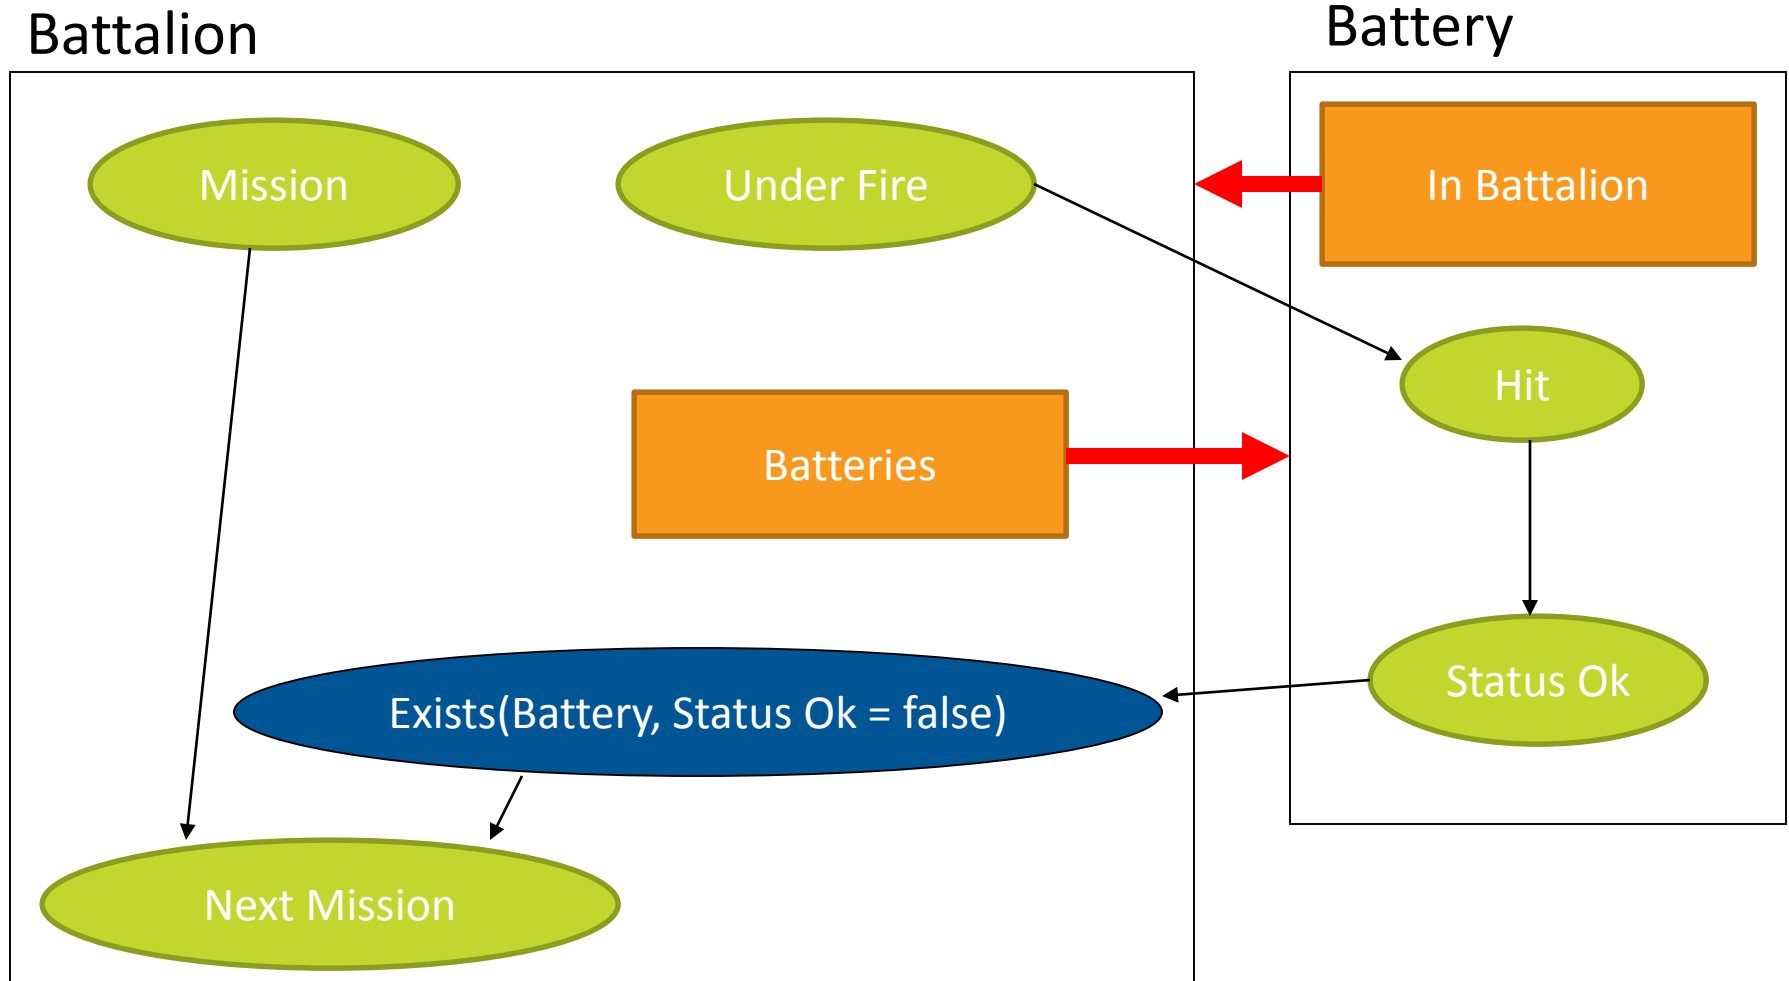 Battalion
Battery
Mission
Under Fire
In Battalion
Hit
Batteries
Status Ok
Exists(Battery, Status Ok = false)
Next Mission